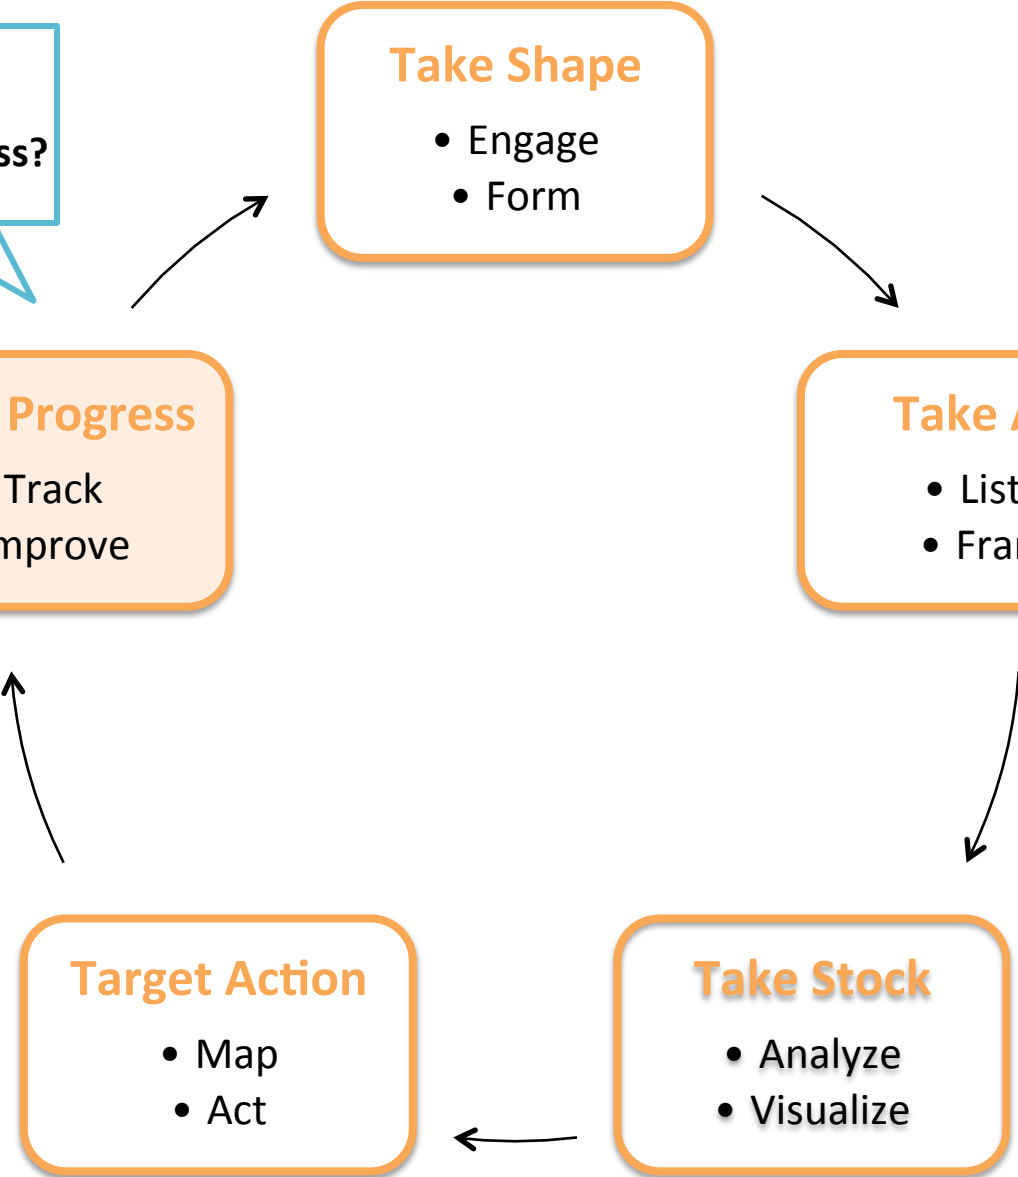 ss?
Take Shape
• Engage
• Form
Progress
Track
mprove
Take
• List
• Fra
Target Action
• Map
• Act
Take Stock
• Analyze
• Visualize